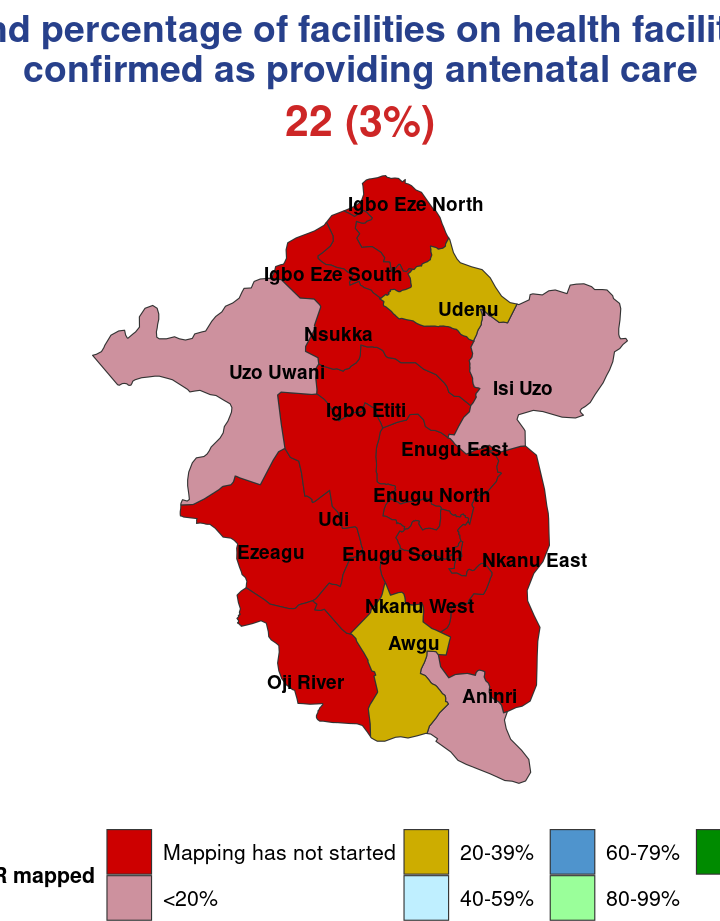 nd percentage of facilities on health facilit
confirmed as providing antenatal care
22 (3%)
Igbo Eze North
Igbo Eze South
Udenu
Nsukka
Uzo Uwani
Isi Uzo
Igbo Etiti
Enugu East
Enugu North
Udi
Ezeagu
Enugu South
Nkanu East
Nkanu West
Awgu
Oji River
Aninri
R mapped
Mapping has not started
20-39%
60-79%
<20%
40-59%
80-99%